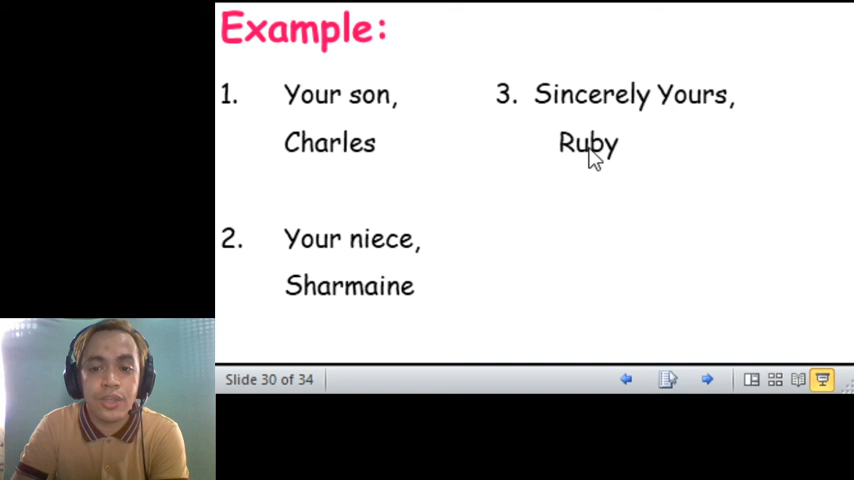 Example:
1. Your son,
Charles
2. Your niece,
Sharmaine
3. Sincerely Yours,
Ruby
Slide 30 of 34